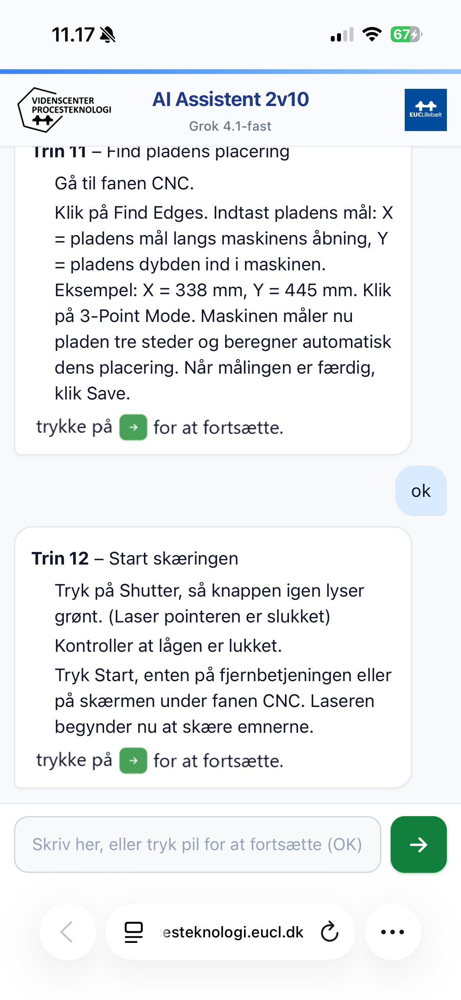 11.17
67
VIDENSCENTER
PROCESTEKNOLOGI
AI Assistent 2v10
Grok 4.1-fast
EUCLillebælt
Trin 11 – Find pladens placering
Gå til fanen CNC.
Klik på Find Edges. Indtast pladens mål: X
= pladens mål langs maskinens åbning, Y
= pladens dybden ind i maskinen.
Eksempel: X = 338 mm, Y = 445 mm. Klik
på 3-Point Mode. Maskinen måler nu
pladen tre steder og beregner automatisk
dens placering. Når målingen er færdig,
klik Save.
trykke på → for at fortsætte.
ok
Trin 12 – Start skæringen
Tryk på Shutter, så knappen igen lyser
grønt. (Laser pointeren er slukket)
Kontroller at lågen er lukket.
Tryk Start, enten på fjernbetjeningen eller
på skærmen under fanen CNC. Laseren
begynder nu at skære emnerne.
trykke på → for at fortsætte.
Skriv her, eller tryk pil for at fortsætte (OK)
esteknologi.eucl.dk